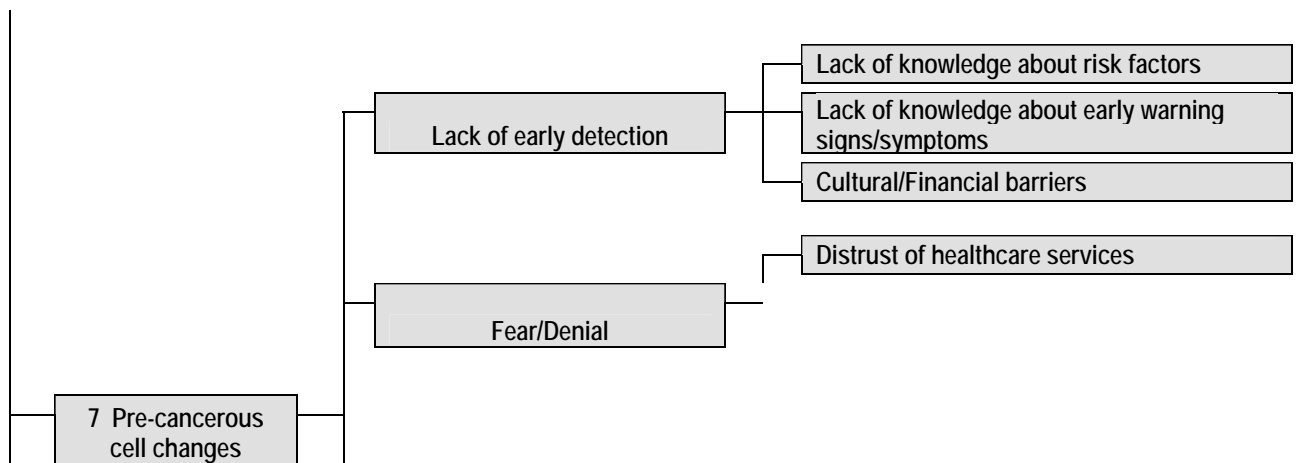 Lack of knowledge about risk factors
Lack of early detection
Lack of knowledge about early warning
signs/symptoms
Cultural/Financial barriers
Distrust of healthcare services
Fear/Denial
7 Pre-cancerous
cell changes